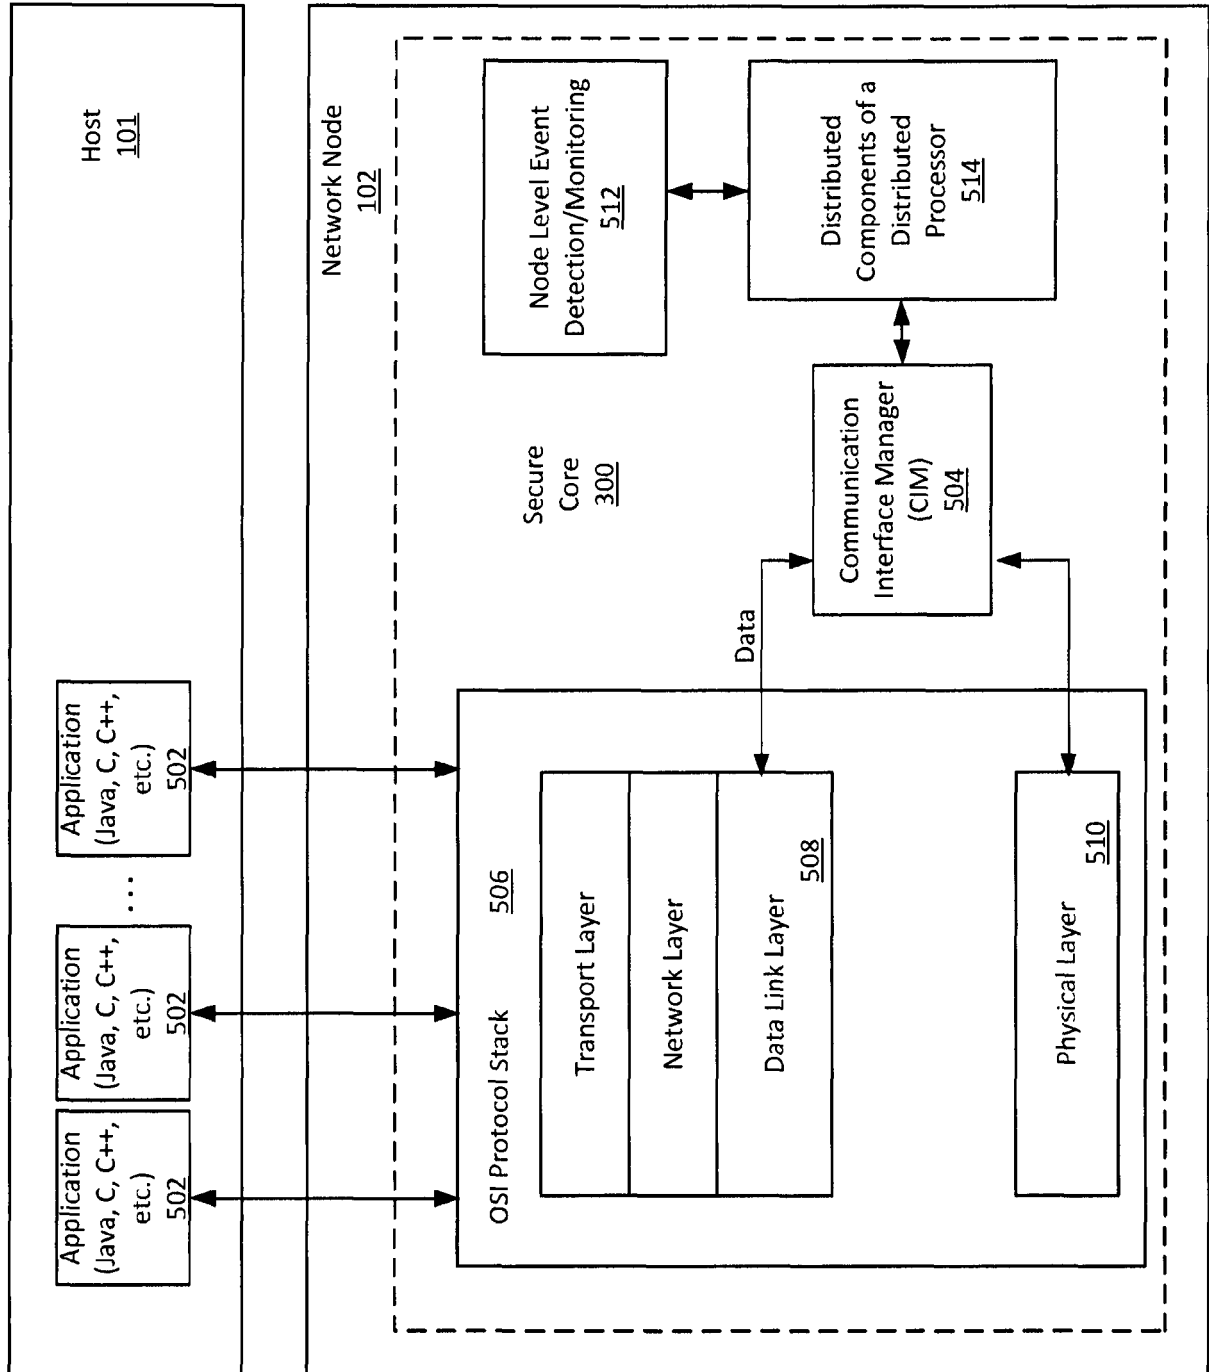 Host
101
Application
(Java, C, C++,
etc.)
502
Application
(Java, C, C++,
etc.)
502
...
Application
(Java, C, C++,
etc.)
502
Network Node
102
Secure
Core
300
OSI Protocol Stack
506
Transport Layer
Network Layer
Data Link Layer
508
Physical Layer
510
Data
Communication
Interface Manager
(CIM)
504
Node Level Event
Detection/Monitoring
512
Distributed
Components of a
Distributed
Processor
514